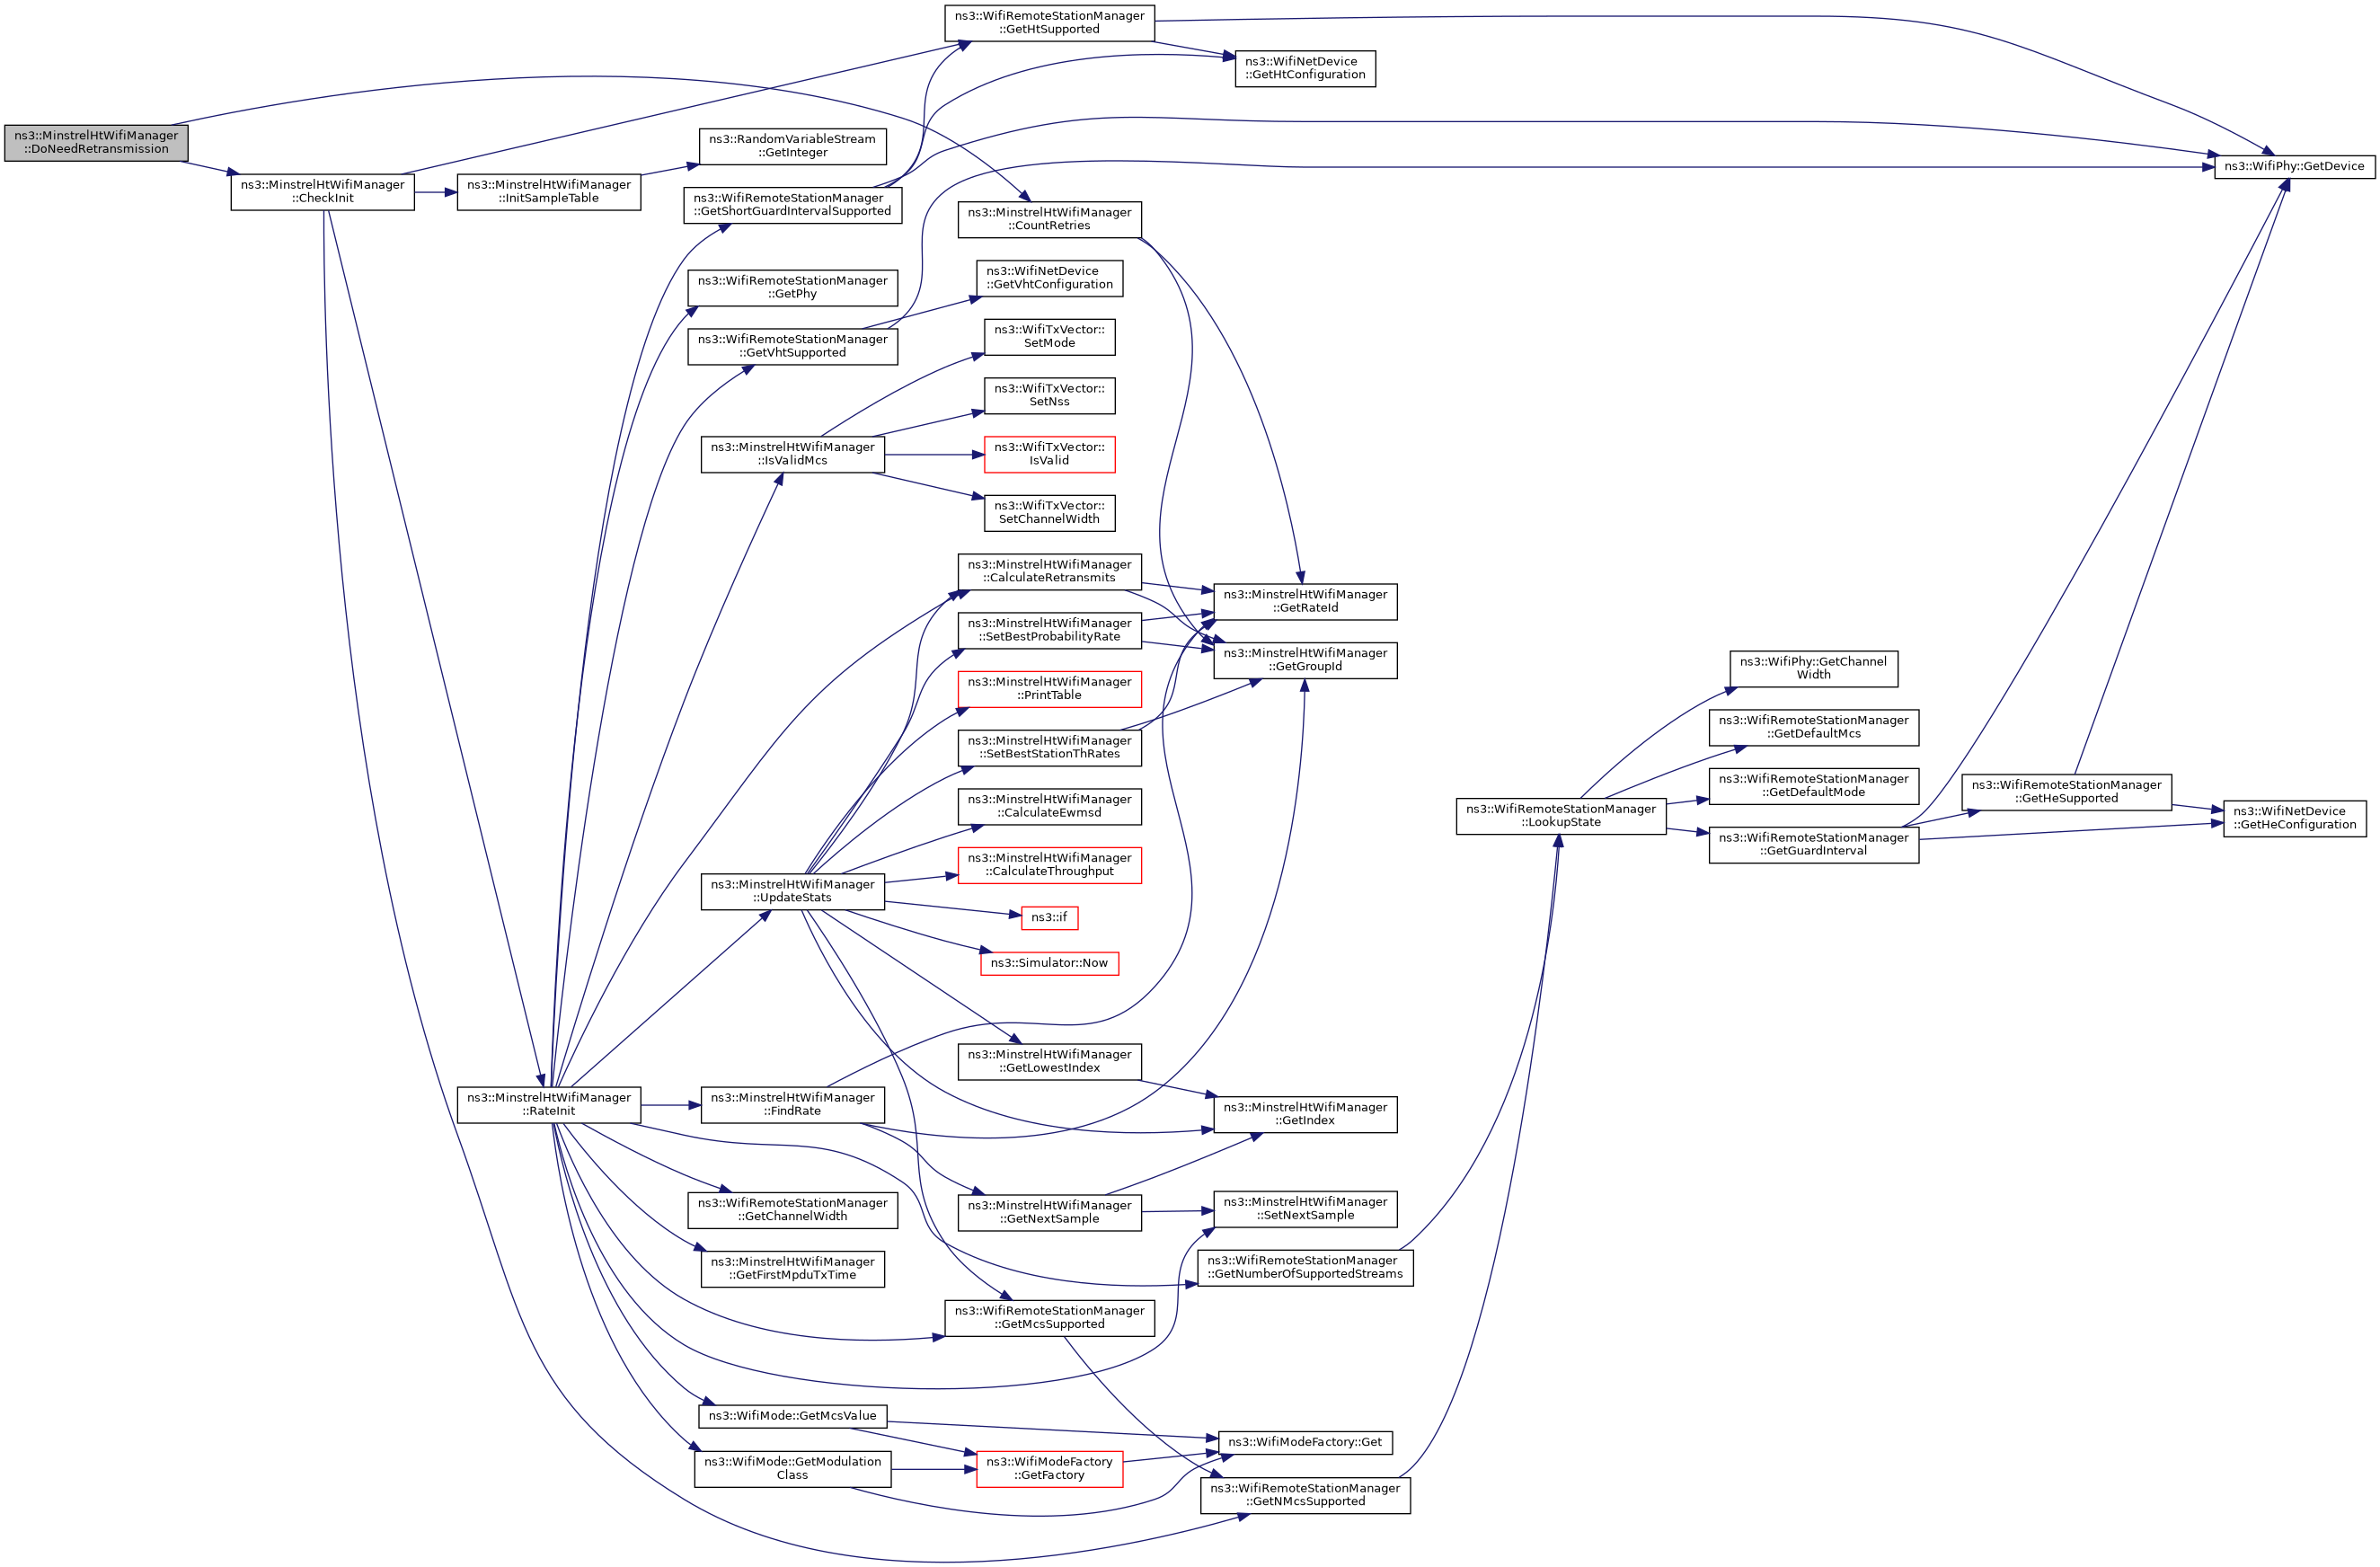 ns3::MinstrelHtWifiManager
::DoNeedRetransmission
ns3::MinstrelHtWifiManager
::CheckInit
ns3::MinstrelHtWifiManager
::InitSampleTable
ns3::MinstrelHtWifiManager
::RateInit
ns3::RandomVariableStream
::GetInteger
ns3::WifiRemoteStationManager
::GetShortGuardIntervalSupported
ns3::WifiRemoteStationManager
::GetPhy
ns3::WifiRemoteStationManager
::GetVhtSupported
ns3::MinstrelHtWifiManager
::IsValidMcs
ns3::MinstrelHtWifiManager
::UpdateStats
ns3::MinstrelHtWifiManager
::FindRate
ns3::WifiRemoteStationManager
::GetChannelWidth
ns3::MinstrelHtWifiManager
::GetFirstMpduTxTime
ns3::WifiMode::GetMcsValue
ns3::WifiMode::GetModulation
Class
ns3::WifiRemoteStationManager
::GetHtSupported
ns3::MinstrelHtWifiManager
::CountRetries
ns3::WifiNetDevice
::GetVhtConfiguration
ns3::WifiTxVector::
SetMode
ns3::WifiTxVector::
SetNss
ns3::WifiTxVector::
IsValid
ns3::WifiTxVector::
SetChannelWidth
ns3::MinstrelHtWifiManager
::CalculateRetransmits
ns3::MinstrelHtWifiManager
::SetBestProbabilityRate
ns3::MinstrelHtWifiManager
::PrintTable
ns3::MinstrelHtWifiManager
::SetBestStationThRates
ns3::MinstrelHtWifiManager
::CalculateEwmsd
ns3::MinstrelHtWifiManager
::CalculateThroughput
ns3::if
ns3::Simulator::Now
ns3::MinstrelHtWifiManager
::GetLowestIndex
ns3::MinstrelHtWifiManager
::GetNextSample
ns3::WifiRemoteStationManager
::GetMcsSupported
ns3::WifiModeFactory
::GetFactory
ns3::WifiNetDevice
::GetHtConfiguration
ns3::MinstrelHtWifiManager
::GetRateId
ns3::MinstrelHtWifiManager
::GetGroupId
ns3::MinstrelHtWifiManager
::GetIndex
ns3::MinstrelHtWifiManager
::SetNextSample
ns3::WifiRemoteStationManager
::GetNumberOfSupportedStreams
ns3::WifiModeFactory::Get
ns3::WifiRemoteStationManager
::GetNMcsSupported
ns3::WifiRemoteStationManager
::LookupState
ns3::WifiPhy::GetChannel
Width
ns3::WifiRemoteStationManager
::GetDefaultMcs
ns3::WifiRemoteStationManager
::GetDefaultMode
ns3::WifiRemoteStationManager
::GetGuardInterval
ns3::WifiRemoteStationManager
::GetHeSupported
ns3::WifiPhy::GetDevice
ns3::WifiNetDevice
::GetHeConfiguration